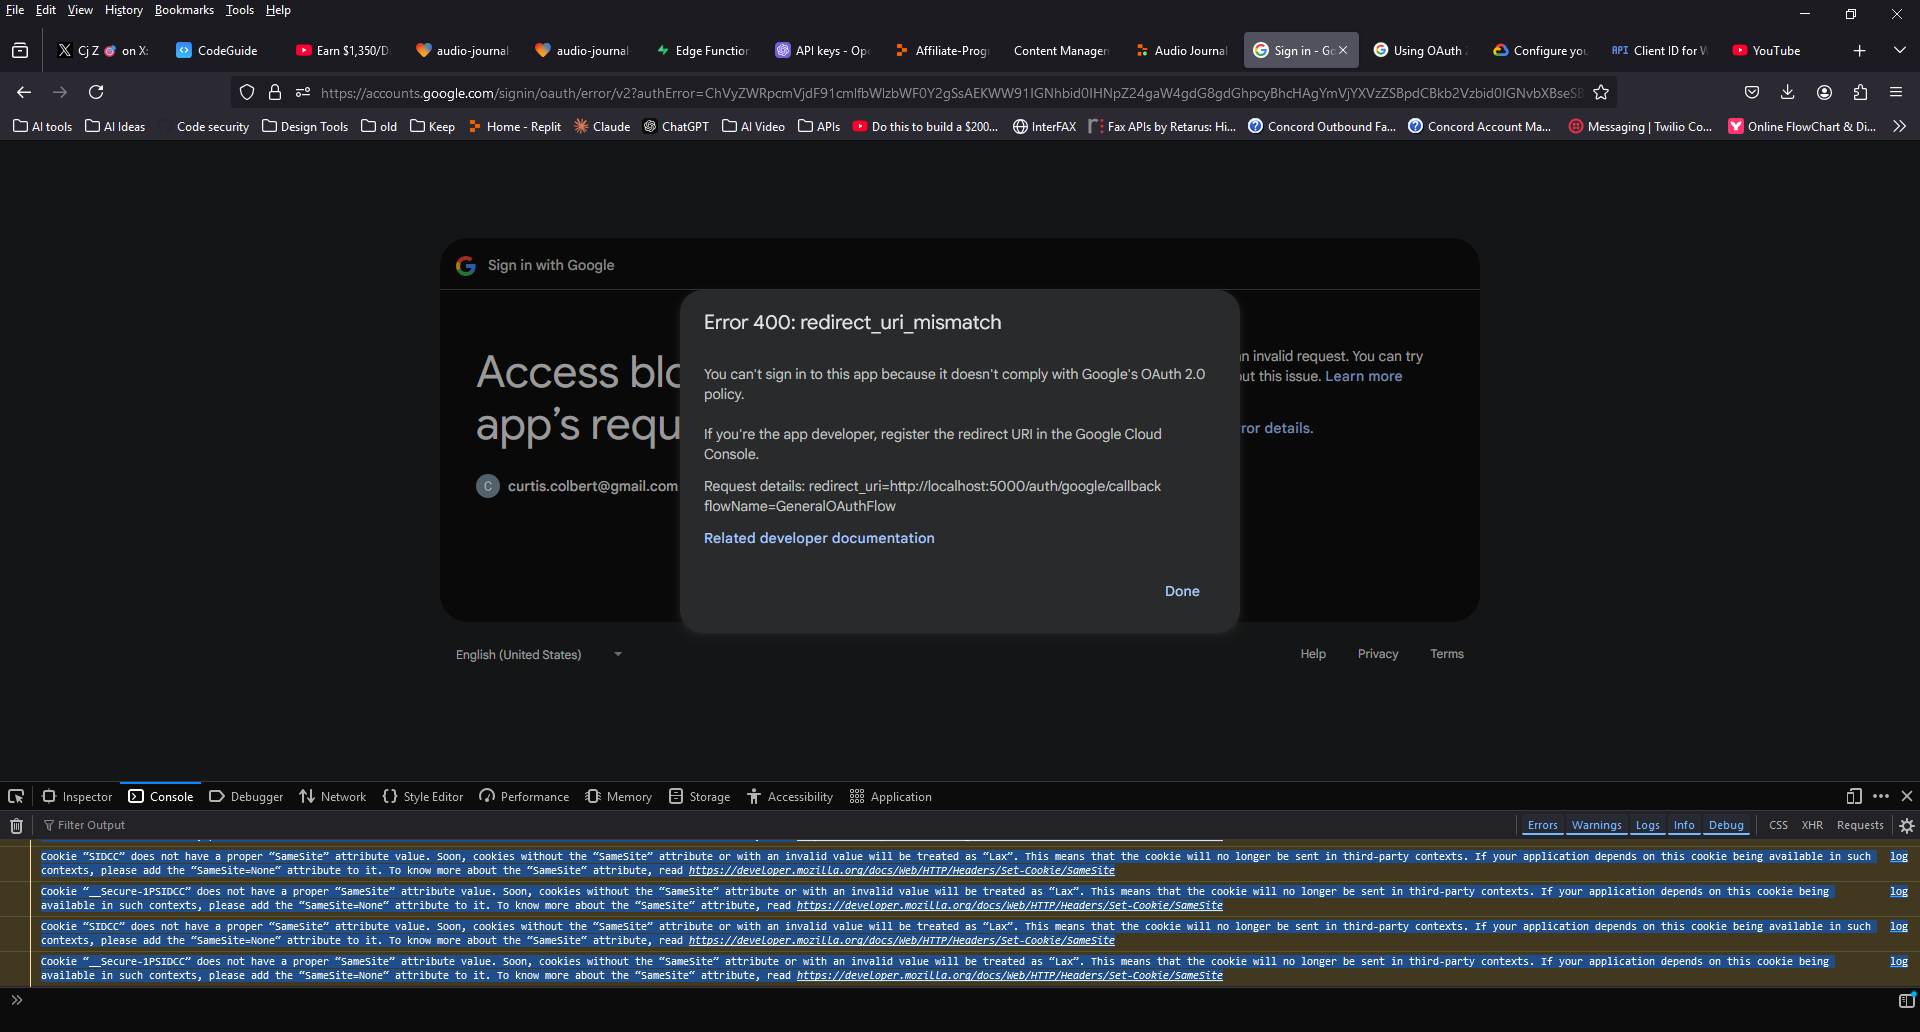 File Edit View History Bookmarks Tools Help
Cj Z on X: CodeGuide Earn $1,350/D audio-journal audio-journal Edge Function API keys - Ope Affiliate-Progr Content Managem Audio Journal Sign in - Go Using OAuth Configure you API Client ID for W YouTube
https://accounts.google.com/signin/oauth/error/v2?authError=
AI tools AI Ideas Code security Design Tools old Keep Home - Replit Claude ChatGPT AI Video APIs Do this to build a $200... InterFAX Fax APIs by Retarus: Hi... Concord Outbound Fa... Concord Account Ma... Messaging | Twilio Co... Online FlowChart & Di...
Sign in with Google
Error 400: redirect_uri_mismatch
Access blo
app’s requ
an invalid request. You can try
out this issue. Learn more
ror details.
C curtis.colbert@gmail.com
You can't sign in to this app because it doesn't comply with Google's OAuth 2.0
policy.
If you're the app developer, register the redirect URI in the Google Cloud
Console.
Request details: redirect_uri=http://localhost:5000/auth/google/callback
flowName=GeneralOAuthFlow
Related developer documentation
Done
English (United States) Help Privacy Terms
Inspector Console Debugger Network Style Editor Performance Memory Storage Accessibility Application
Filter Output Errors Warnings Logs Info Debug CSS XHR Requests
Cookie “SIDCC” does not have a proper “SameSite” attribute value. Soon, cookies without the “SameSite” attribute or with an invalid value will be treated as “Lax”. This means that the cookie will no longer be sent in third-party contexts. If your application depends on this cookie being available in such log
contexts, please add the “SameSite=None“ attribute to it. To know more about the “SameSite“ attribute, read https://developer.mozilla.org/docs/Web/HTTP/Headers/Set-Cookie/SameSite
Cookie “__Secure-1PSIDCC” does not have a proper “SameSite” attribute value. Soon, cookies without the “SameSite” attribute or with an invalid value will be treated as “Lax”. This means that the cookie will no longer be sent in third-party contexts. If your application depends on this cookie being log
available in such contexts, please add the “SameSite=None“ attribute to it. To know more about the “SameSite“ attribute, read https://developer.mozilla.org/docs/Web/HTTP/Headers/Set-Cookie/SameSite
Cookie “SIDCC” does not have a proper “SameSite” attribute value. Soon, cookies without the “SameSite” attribute or with an invalid value will be treated as “Lax”. This means that the cookie will no longer be sent in third-party contexts. If your application depends on this cookie being available in such log
contexts, please add the “SameSite=None“ attribute to it. To know more about the “SameSite“ attribute, read https://developer.mozilla.org/docs/Web/HTTP/Headers/Set-Cookie/SameSite
Cookie “__Secure-1PSIDCC” does not have a proper “SameSite” attribute value. Soon, cookies without the “SameSite” attribute or with an invalid value will be treated as “Lax”. This means that the cookie will no longer be sent in third-party contexts. If your application depends on this cookie being log
available in such contexts, please add the “SameSite=None“ attribute to it. To know more about the “SameSite“ attribute, read https://developer.mozilla.org/docs/Web/HTTP/Headers/Set-Cookie/SameSite